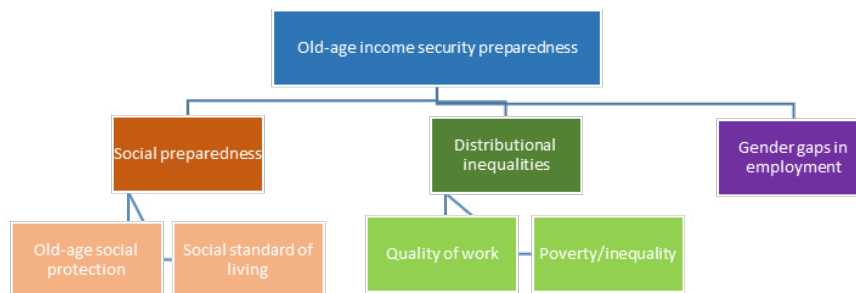 Old-age income security preparedness
Social preparedness
Distributional
inequalities
Gender gaps in
employment
Old-age social
protection
Social standard of
living
Quality of work
Poverty/inequality